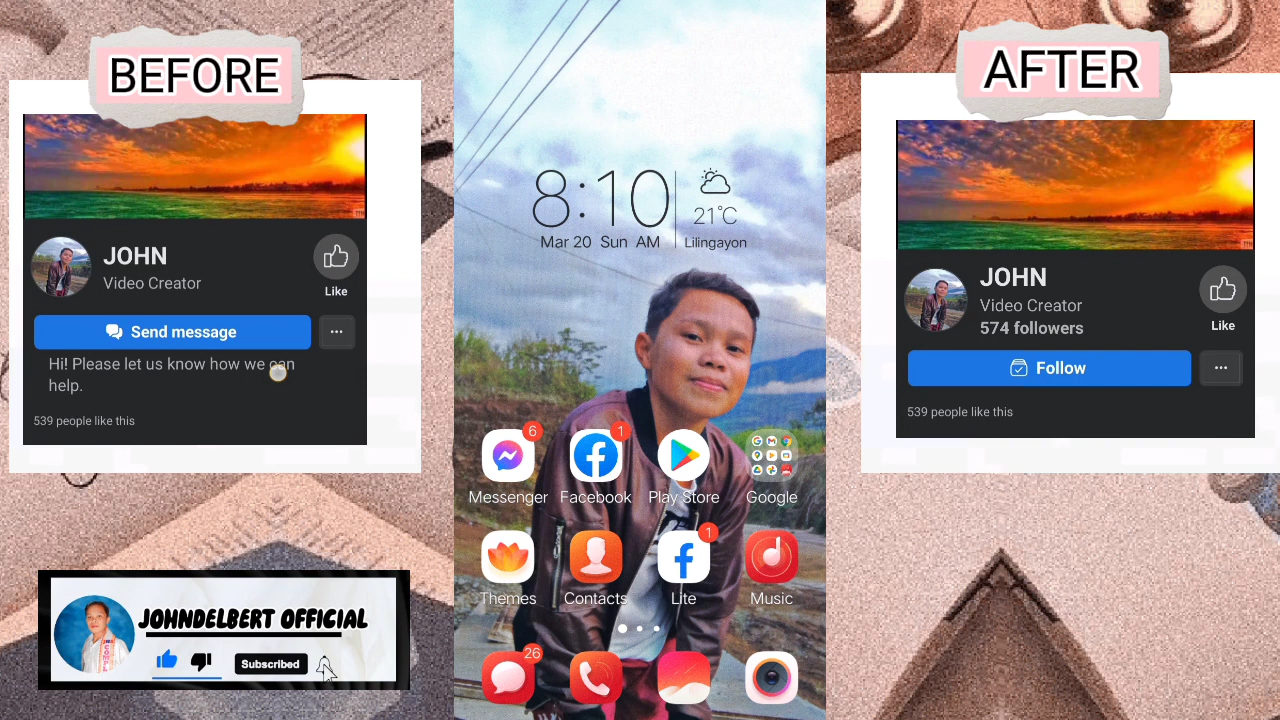 BEFORE
JOHN
Video Creator
Like
Send message
Hi! Please let us know how we can
help.
539 people like this
JOHNDELBERT OFFICIAL
Subscribed
8:10
21°C
Mar 20 Sun AM
Lilingayon
6
1
Messenger
Facebook
Play Store
Google
1
Themes
Contacts
Lite
Music
26
AFTER
JOHN
Video Creator
574 followers
Like
Follow
539 people like this